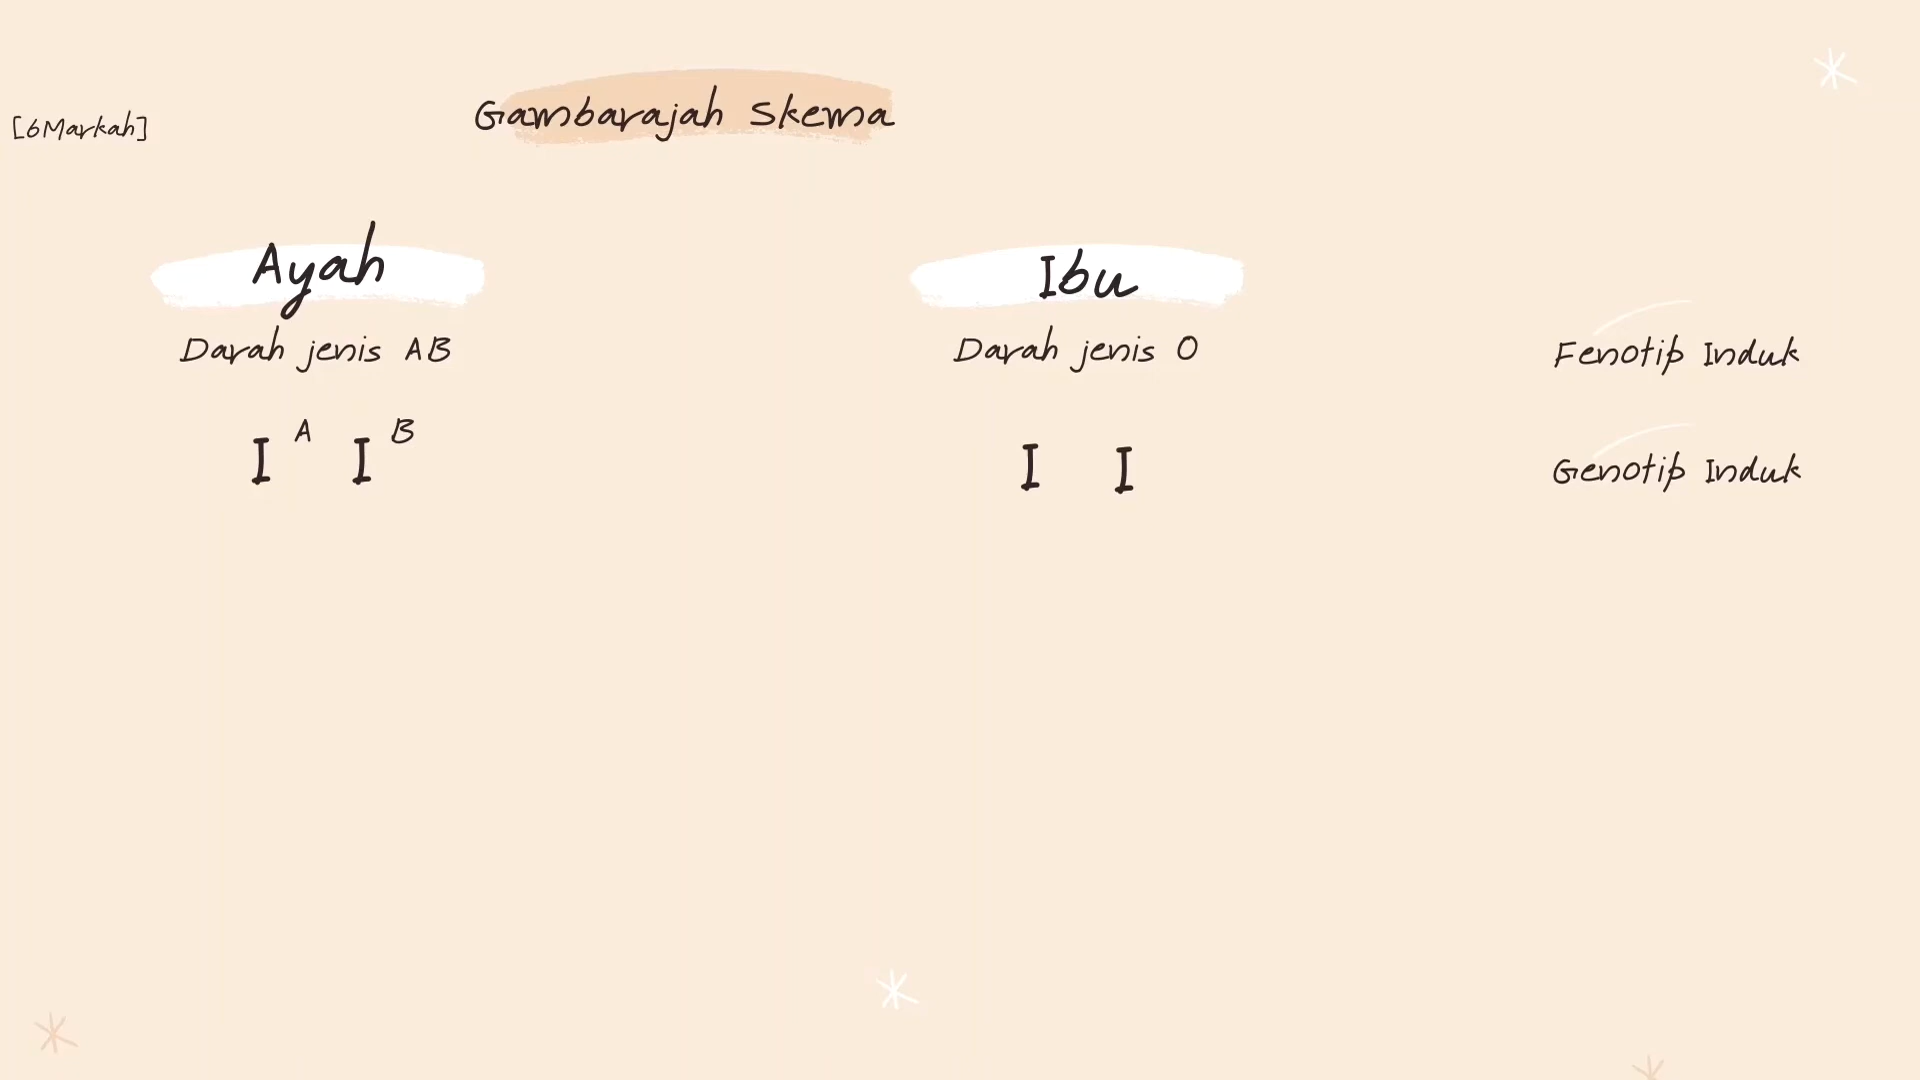 Gambarajah Skema
[6Markah]
Ayah
Ibu
Darah jenis AB
Darah jenis O
Fenotip Induk
I^A I^B
I I
Genotip Induk